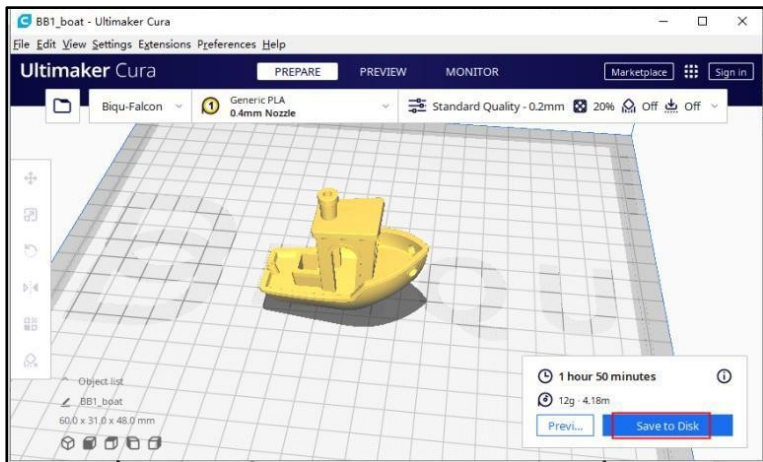 BB1_boat - Ultimaker Cura
File Edit View Settings Extensions Preferences Help
Ultimaker Cura PREPARE PREVIEW MONITOR Marketplace Sign in
Biqu-Falcon 1 Generic PLA 0.4mm Nozzle Standard Quality - 0.2mm 20% Off Off
Object list
BB1_boat
60.0 x 31.0 x 48.0 mm
1 hour 50 minutes
12g · 4.18m
Previ... Save to Disk